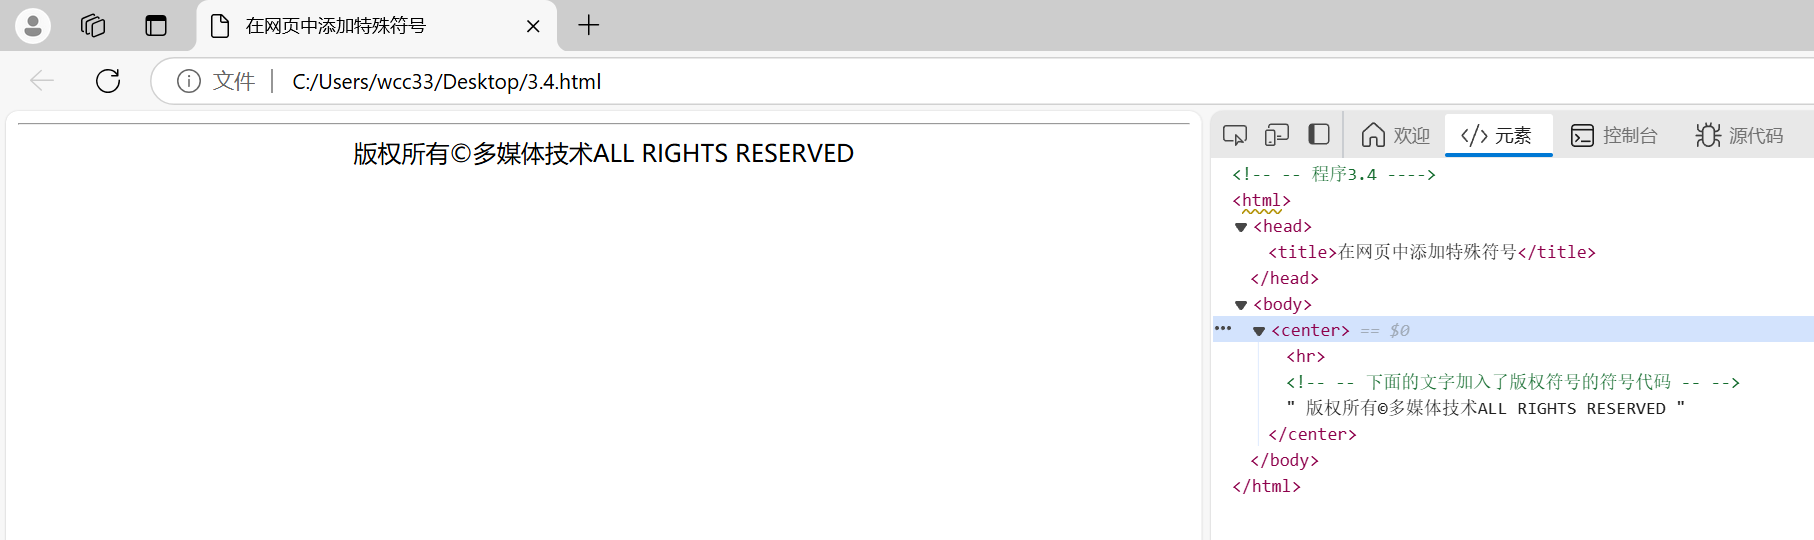 在网页中添加特殊符号
文件 C:/Users/wcc33/Desktop/3.4.html
版权所有©多媒体技术ALL RIGHTS RESERVED
欢迎 元素 控制台 源代码
<!-- -- 程序3.4 ---->
<html>
<head>
<title>在网页中添加特殊符号</title>
</head>
<body>
<center> == $0
<hr>
<!-- -- 下面的文字加入了版权符号的符号代码 -- -->
" 版权所有©多媒体技术ALL RIGHTS RESERVED "
</center>
</body>
</html>